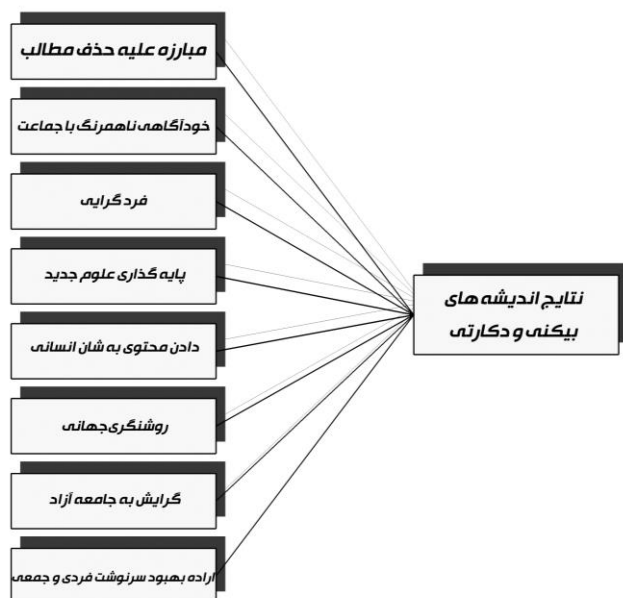 نتایج اندیشه های
بیکنی و دکارتی
مبارزه علیه حذف مطالب
خودآگاهی ناهمرنگ با جماعت
فردگرایی
پایه گذاری علوم جدید
دادن محتوی به شان انسانی
روشنگری جهانی
گرایش به جامعه آزاد
اراده بهبود سرنوشت فردی و جمعی